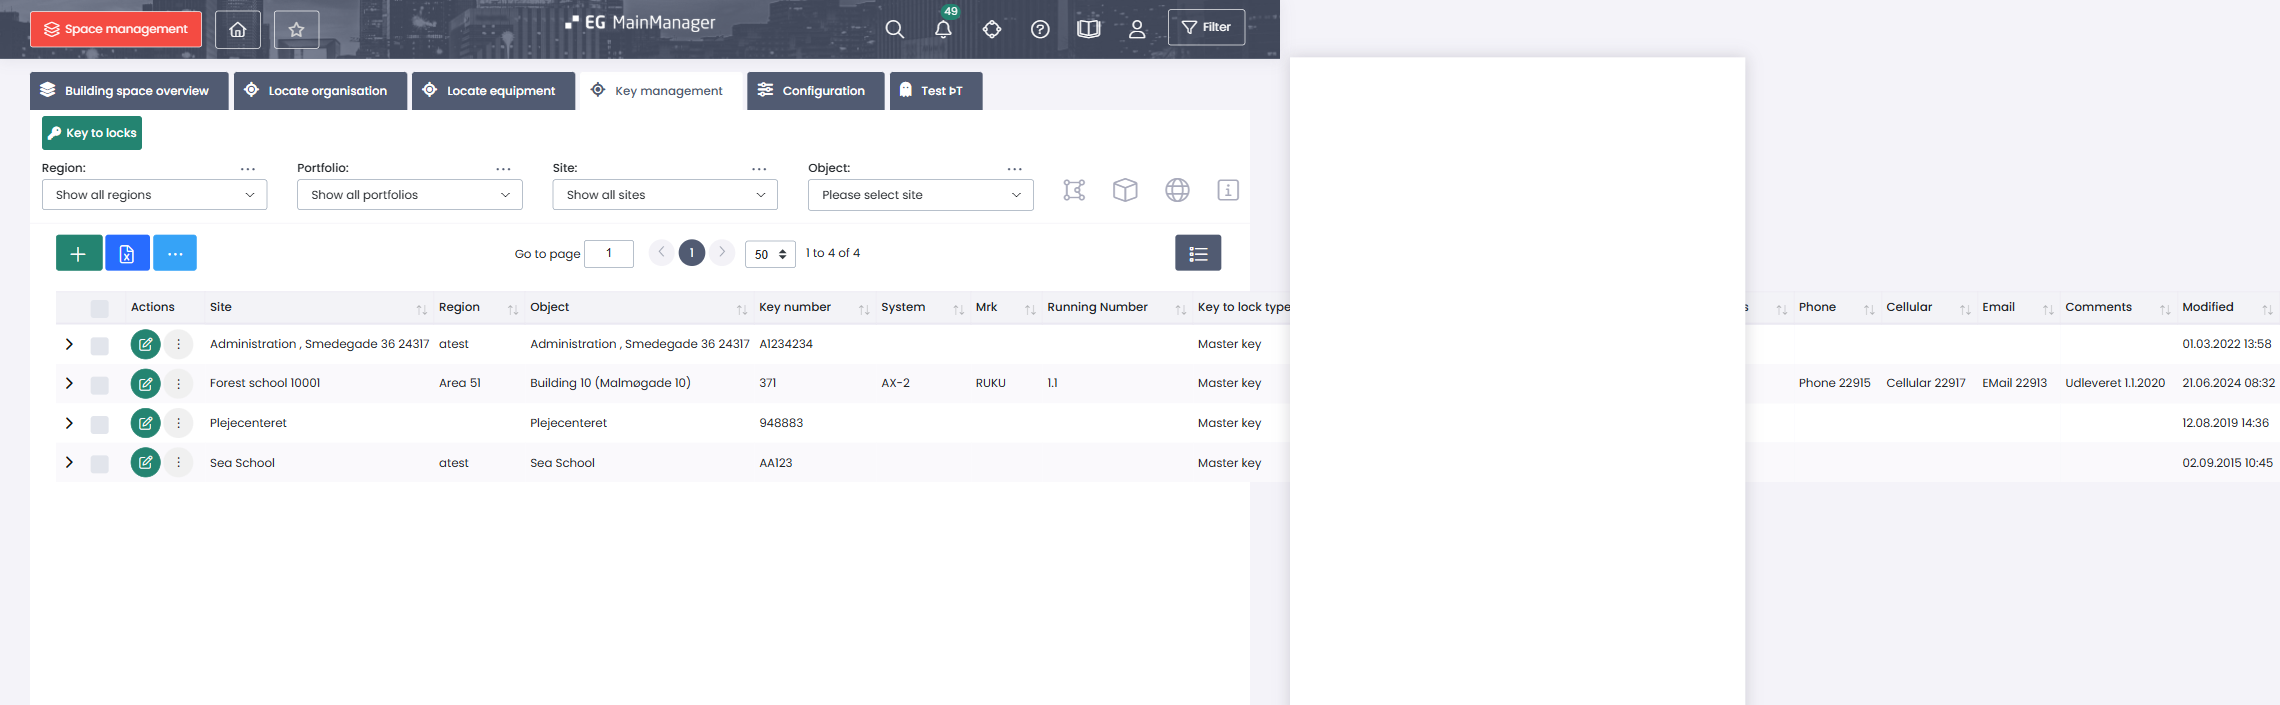 Space management
EG MainManager
49
Filter
Building space overview
Locate organisation
Locate equipment
Key management
Configuration
Test ÞT
Key to locks
Region:
Portfolio:
Site:
Object:
Show all regions
Show all portfolios
Show all sites
Please select site
Go to page 1 1 50 1 to 4 of 4
Actions Site Region Object Key number System Mrk Running Number Key to lock type s Phone Cellular Email Comments Modified
Administration , Smedegade 36 24317 atest Administration , Smedegade 36 24317 A1234234 Master key 01.03.2022 13:58
Forest school 10001 Area 51 Building 10 (Malmøgade 10) 371 AX-2 RUKU 1.1 Master key Phone 22915 Cellular 22917 EMail 22913 Udleveret 1.1.2020 21.06.2024 08:32
Plejecenteret Plejecenteret 948883 Master key 12.08.2019 14:36
Sea School atest Sea School AA123 Master key 02.09.2015 10:45